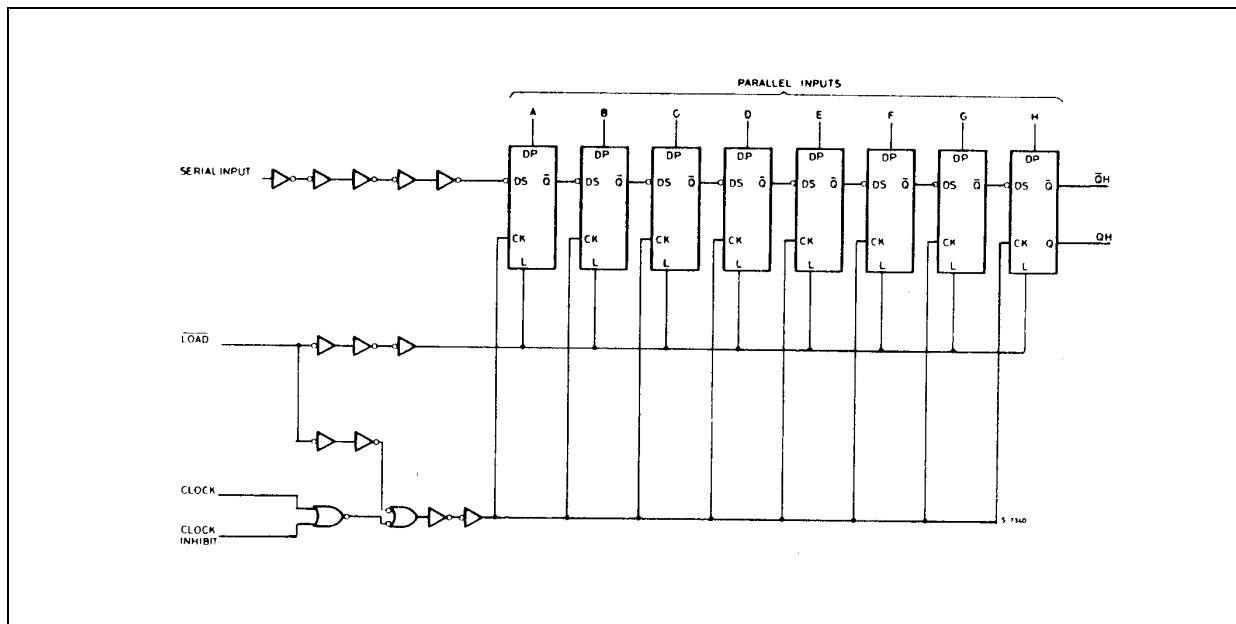 PARALLEL INPUTS
A B C D E F G H
SERIAL INPUT
DP DP DP DP DP DP DP DP
DS Q̄ DS Q̄ DS Q̄ DS Q̄ DS Q̄ DS Q̄ DS Q̄ DS Q̄ Q̄H
CK CK CK CK CK CK CK CK Q QH
L L L L L L L L
L̅O̅A̅D̅
CLOCK
CLOCK
INHIBIT
S 7340